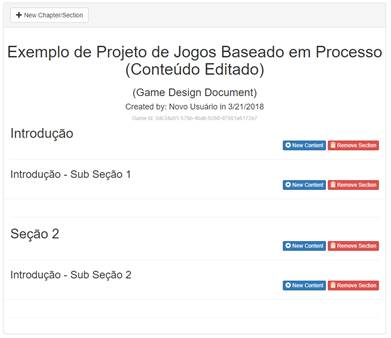 New Chapter/Section
Exemplo de Projeto de Jogos Baseado em Processo
(Conteúdo Editado)
(Game Design Document)
Created by: Novo Usuário in 3/21/2018
Game Id:
Introdução
New Content Remove Section
Introdução - Sub Seção 1
New Content Remove Section
Seção 2
New Content Remove Section
Introdução - Sub Seção 2
New Content Remove Section